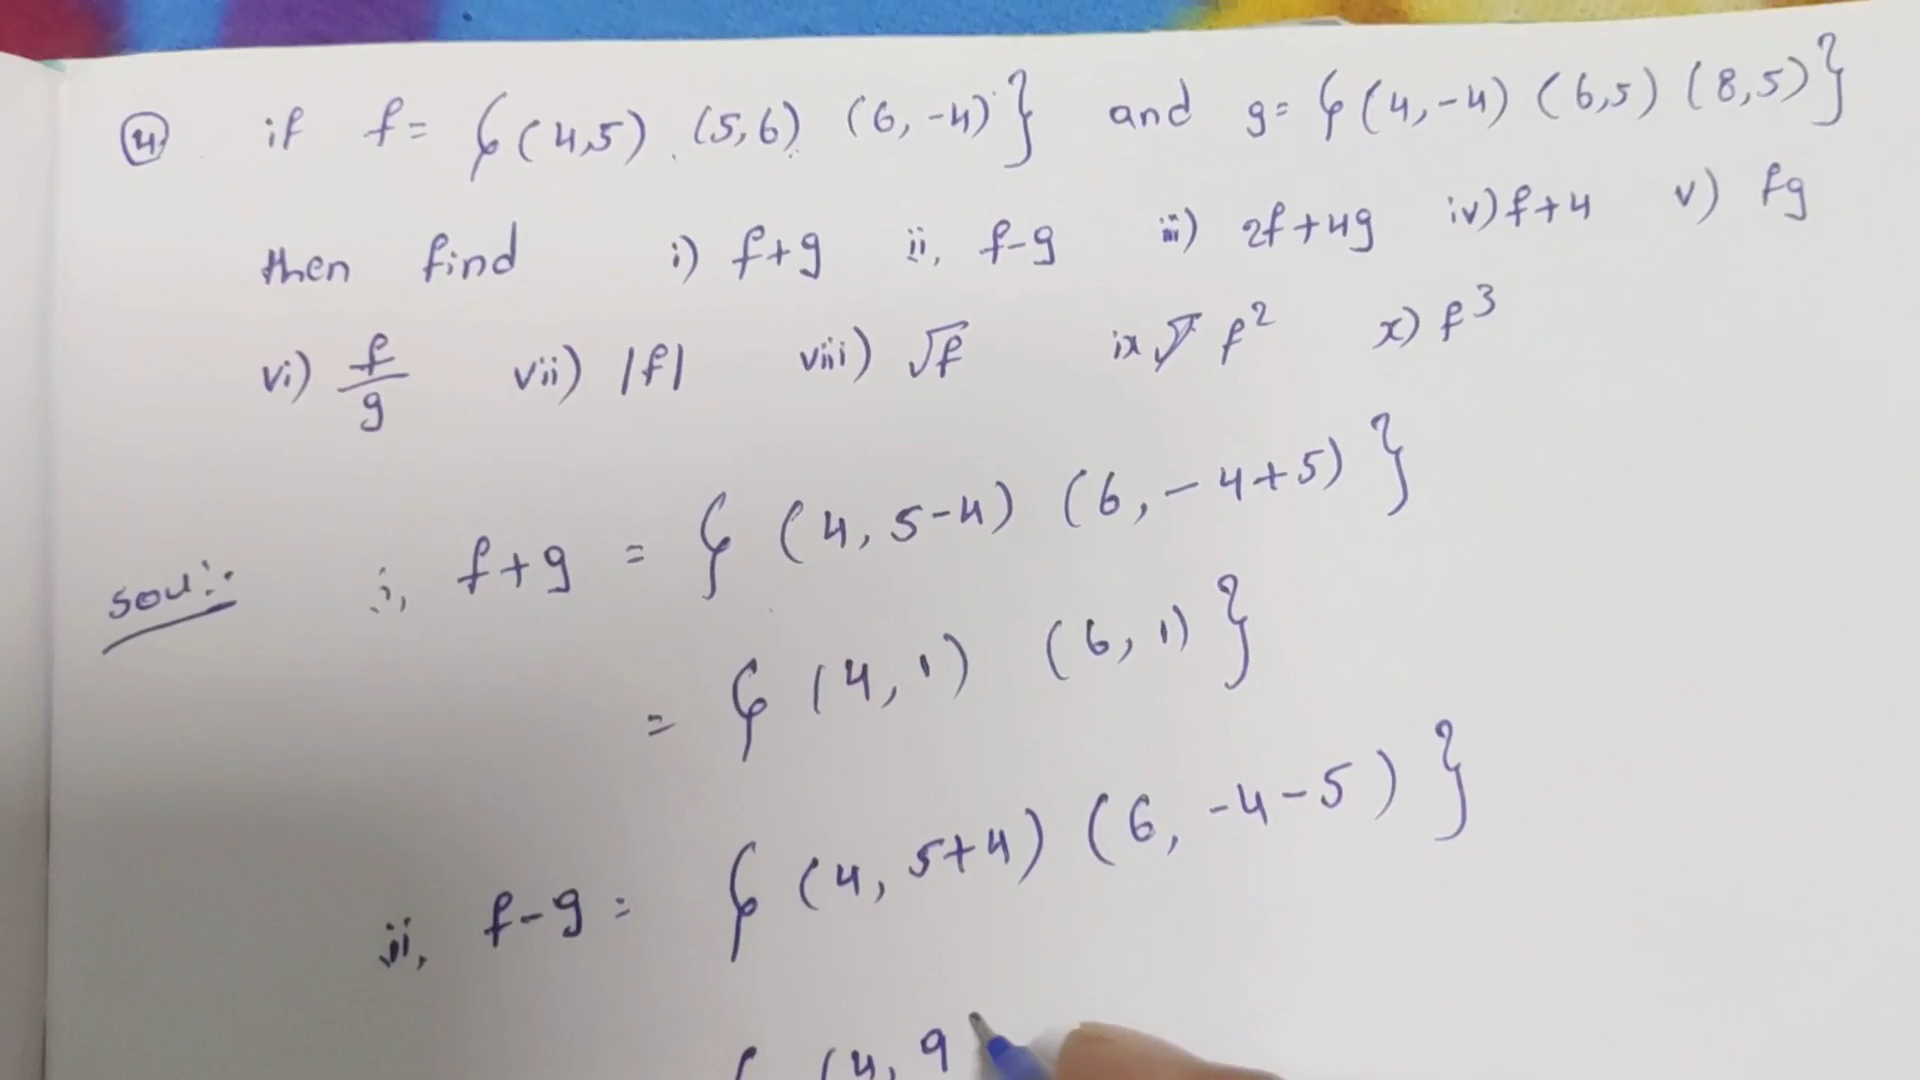 4 if f= {(4,5) (5,6) (6,-4)} and g= {(4,-4) (6,5) (8,5)}
then find i) f+g ii, f-g iii) 2f+4g iv) f+4 v) fg
vi) f/g vii) |f| viii) √f ix) f² x) f³
Sol:- i, f+g = { (4, 5-4) (6, -4+5) }
= { (4, 1) (6, 1) }
ii, f-g = { (4, 5+4) (6, -4-5) }
{ (4, 9